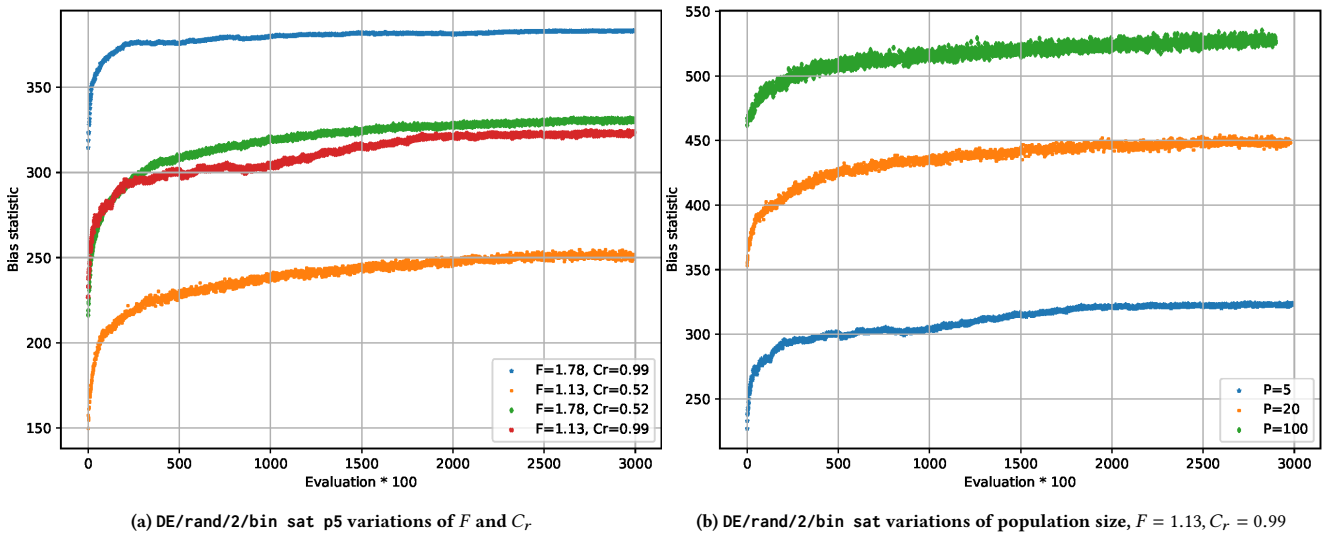 Bias statistic
350
300
250
200
150
0
500
1000
1500
2000
2500
3000
Evaluation * 100
F=1.78, Cr=0.99
F=1.13, Cr=0.52
F=1.78, Cr=0.52
F=1.13, Cr=0.99
(a) DE/rand/2/bin sat p5 variations of F and Cr
Bias statistic
550
500
450
400
350
300
250
0
500
1000
1500
2000
2500
3000
Evaluation * 100
P=5
P=20
P=100
(b) DE/rand/2/bin sat variations of population size, F = 1.13, Cr = 0.99